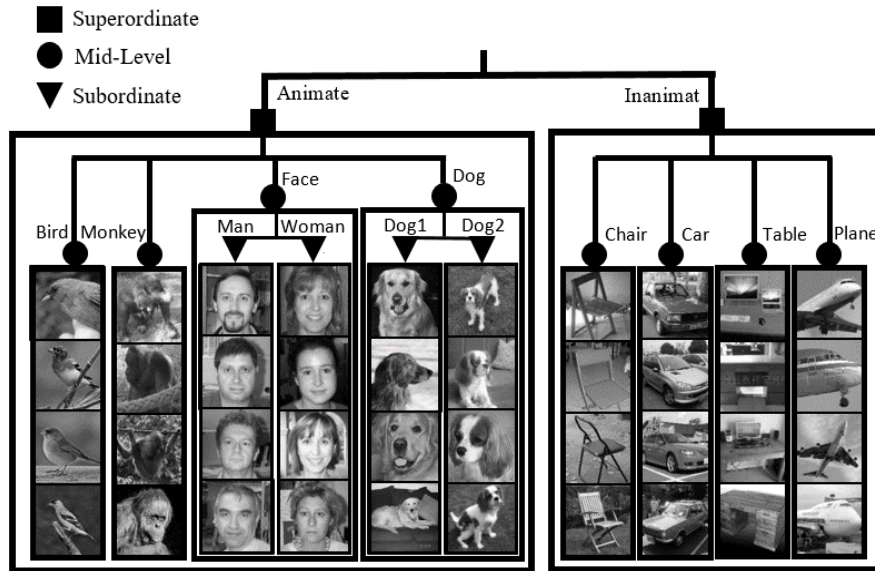 Superordinate
Mid-Level
Subordinate
Animate
Inanimat
Face
Dog
Bird Monkey
Man Woman
Dog1 Dog2
Chair Car Table Plane